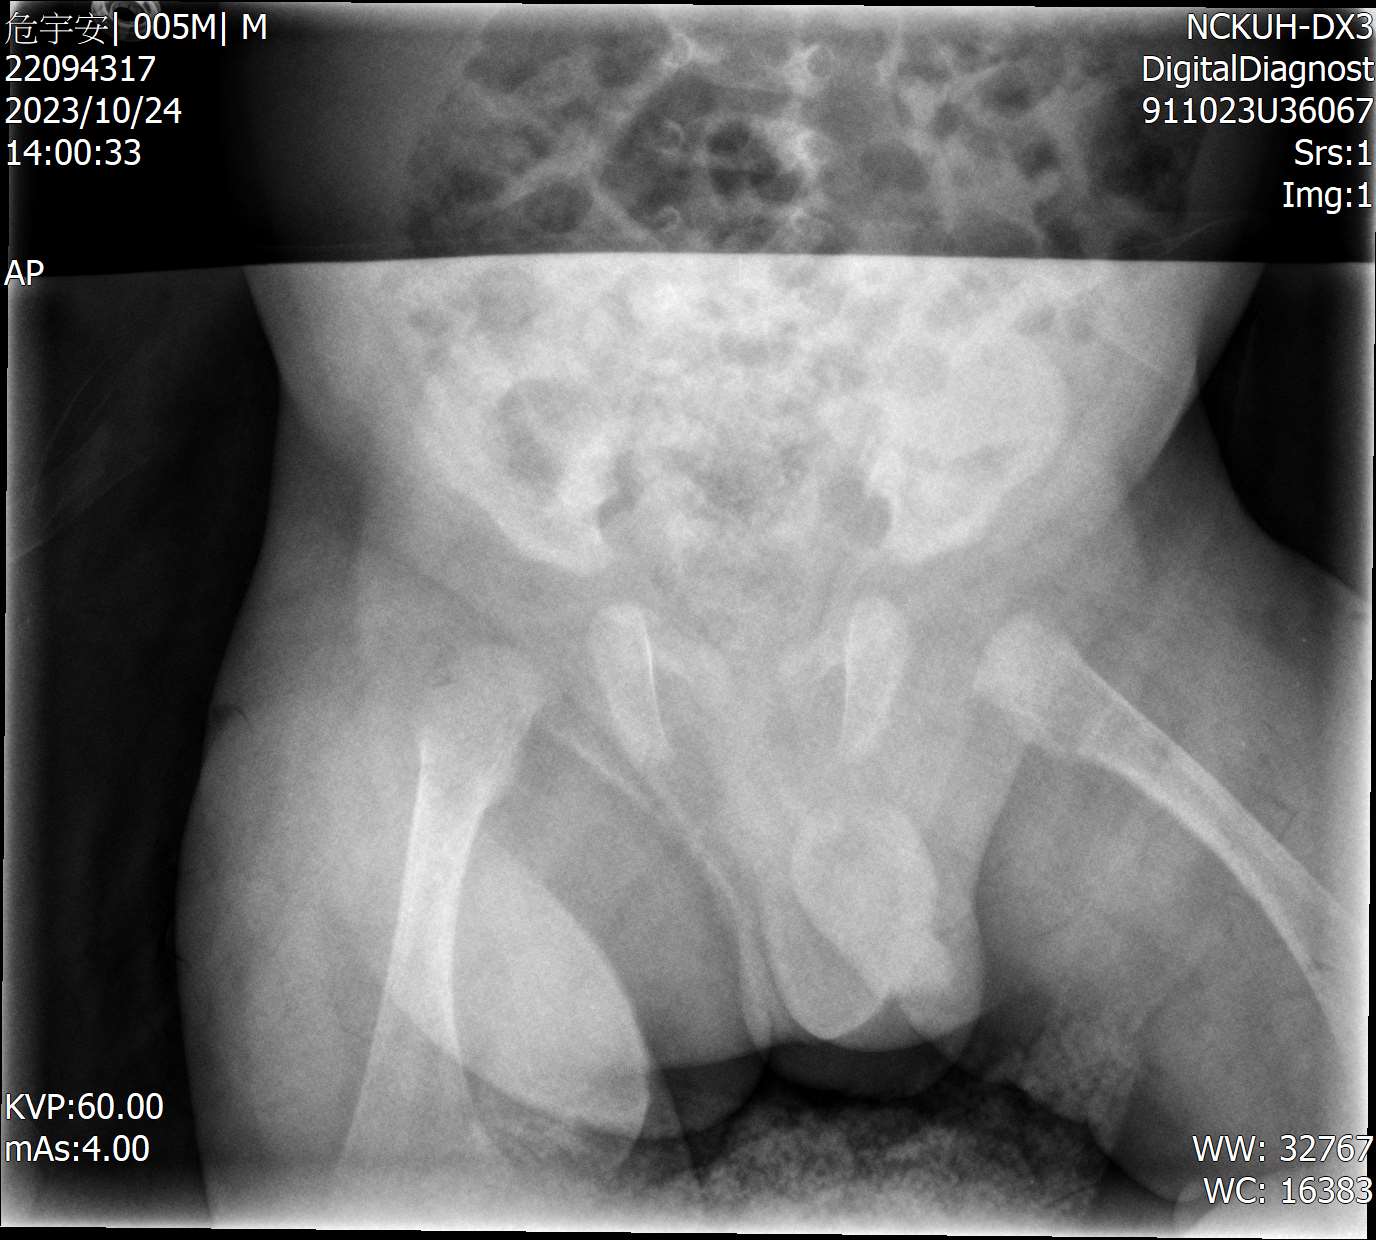 危宇安| 005M| M
22094317
2023/10/24
14:00:33
NCKUH-DX3
DigitalDiagnost
911023U36067
Srs:1
Img:1
AP
KVP:60.00
mAs:4.00
WW: 32767
WC: 16383